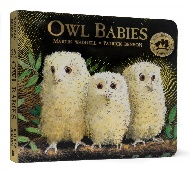 OWL BABIES
MARTIN WADDELL • PATRICK BENSON